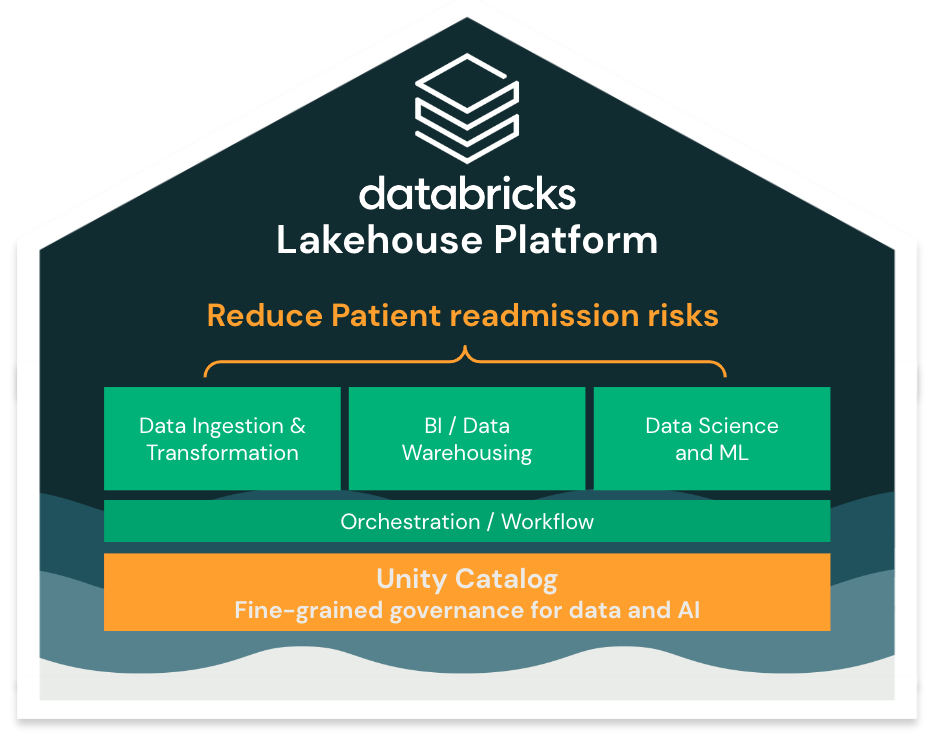 databricks
Lakehouse Platform
Reduce Patient readmission risks
Data Ingestion &
Transformation
BI / Data
Warehousing
Data Science
and ML
Orchestration / Workflow
Unity Catalog
Fine-grained governance for data and AI